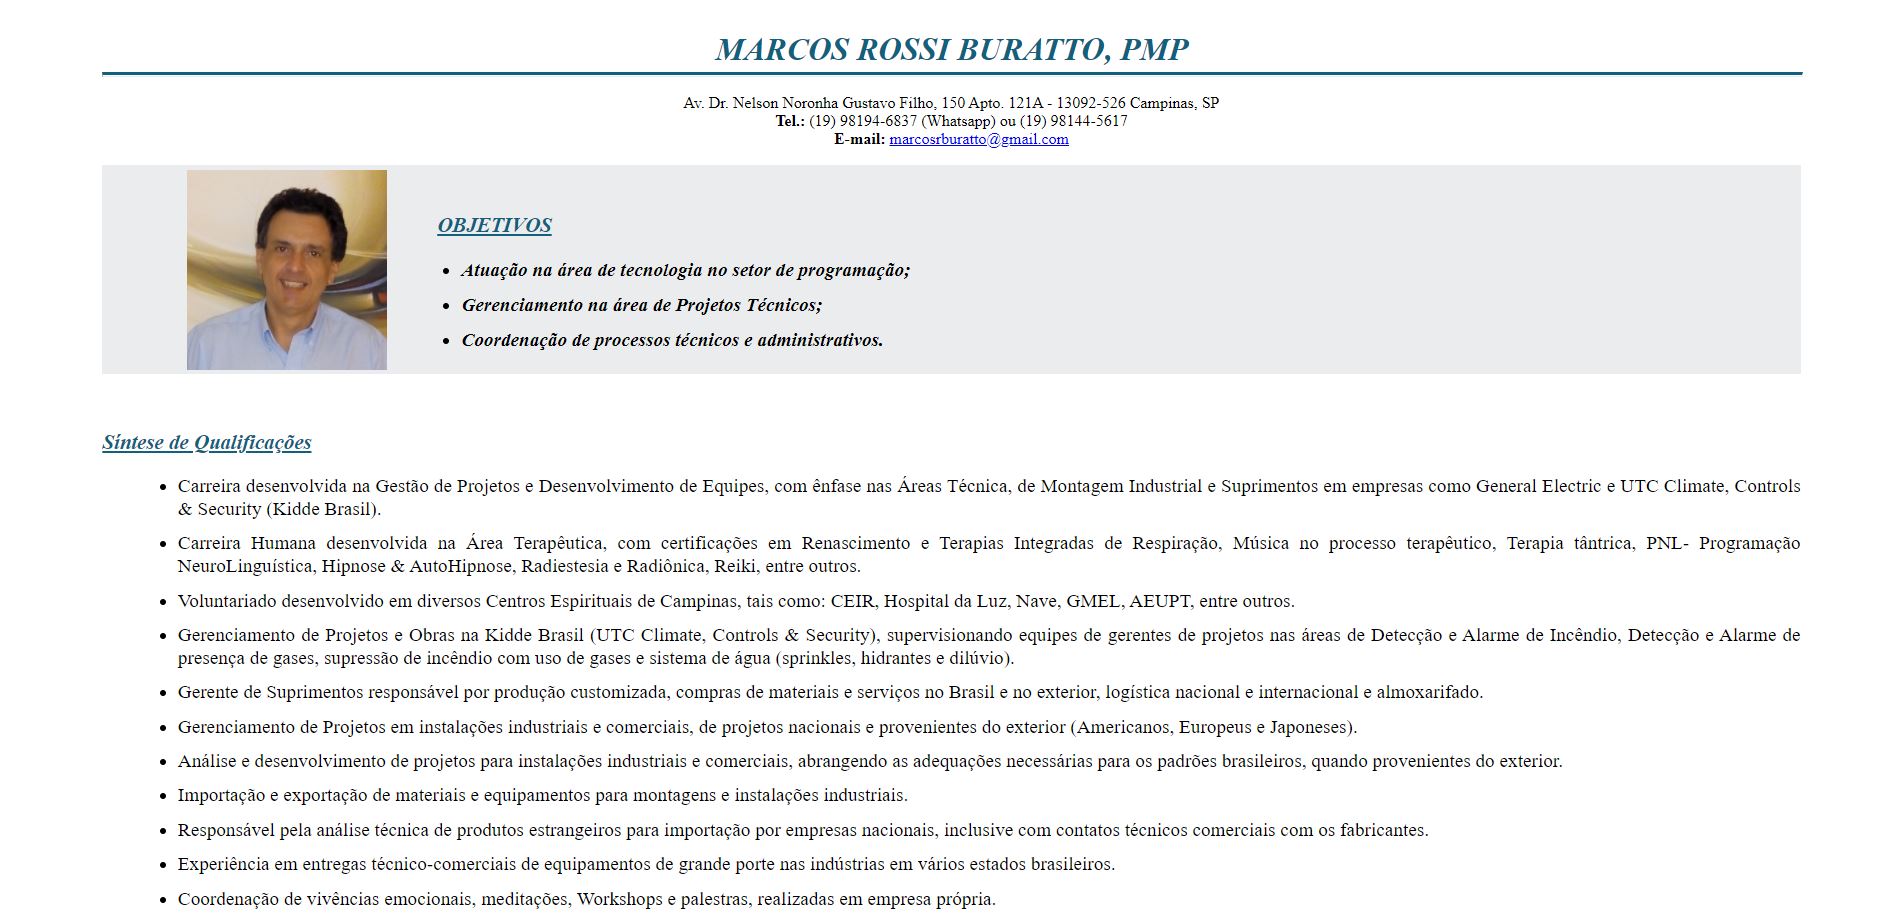 MARCOS ROSSI BURATTO, PMP
Av. Dr. Nelson Noronha Gustavo Filho, 150 Apto. 121A - 13092-526 Campinas, SP
Tel.: (19) 98194-6837 (Whatsapp) ou (19) 98144-5617
E-mail: marcosrburatto@gmail.com
OBJETIVOS
• Atuação na área de tecnologia no setor de programação;
• Gerenciamento na área de Projetos Técnicos;
• Coordenação de processos técnicos e administrativos.
Síntese de Qualificações
• Carreira desenvolvida na Gestão de Projetos e Desenvolvimento de Equipes, com ênfase nas Áreas Técnica, de Montagem Industrial e Suprimentos em empresas como General Electric e UTC Climate, Controls
& Security (Kidde Brasil).
• Carreira Humana desenvolvida na Área Terapêutica, com certificações em Renascimento e Terapias Integradas de Respiração, Música no processo terapêutico, Terapia tântrica, PNL- Programação
NeuroLinguística, Hipnose & AutoHipnose, Radiestesia e Radiônica, Reiki, entre outros.
• Voluntariado desenvolvido em diversos Centros Espirituais de Campinas, tais como: CEIR, Hospital da Luz, Nave, GMEL, AEUPT, entre outros.
• Gerenciamento de Projetos e Obras na Kidde Brasil (UTC Climate, Controls & Security), supervisionando equipes de gerentes de projetos nas áreas de Detecção e Alarme de Incêndio, Detecção e Alarme de
presença de gases, supressão de incêndio com uso de gases e sistema de água (sprinkles, hidrantes e dilúvio).
• Gerente de Suprimentos responsável por produção customizada, compras de materiais e serviços no Brasil e no exterior, logística nacional e internacional e almoxarifado.
• Gerenciamento de Projetos em instalações industriais e comerciais, de projetos nacionais e provenientes do exterior (Americanos, Europeus e Japoneses).
• Análise e desenvolvimento de projetos para instalações industriais e comerciais, abrangendo as adequações necessárias para os padrões brasileiros, quando provenientes do exterior.
• Importação e exportação de materiais e equipamentos para montagens e instalações industriais.
• Responsável pela análise técnica de produtos estrangeiros para importação por empresas nacionais, inclusive com contatos técnicos comerciais com os fabricantes.
• Experiência em entregas técnico-comerciais de equipamentos de grande porte nas indústrias em vários estados brasileiros.
• Coordenação de vivências emocionais, meditações, Workshops e palestras, realizadas em empresa própria.